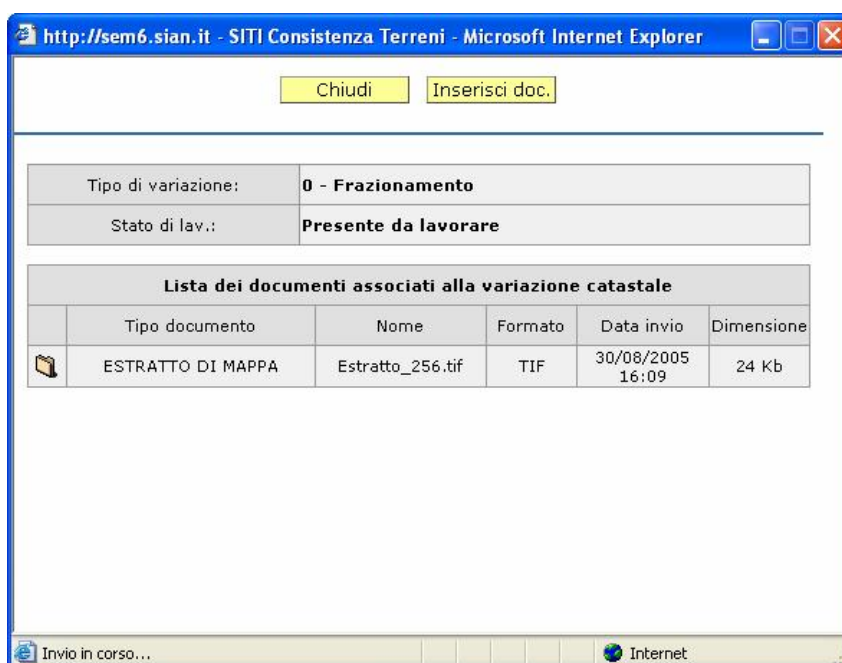 http://sem6.sian.it - SITI Consistenza Terreni - Microsoft Internet Explorer
Chiudi Inserisci doc.
Tipo di variazione: 0 - Frazionamento
Stato di lav.: Presente da lavorare
Lista dei documenti associati alla variazione catastale
Tipo documento Nome Formato Data invio Dimensione
ESTRATTO DI MAPPA Estratto_256.tif TIF 30/08/2005 16:09 24 Kb
Invio in corso... Internet